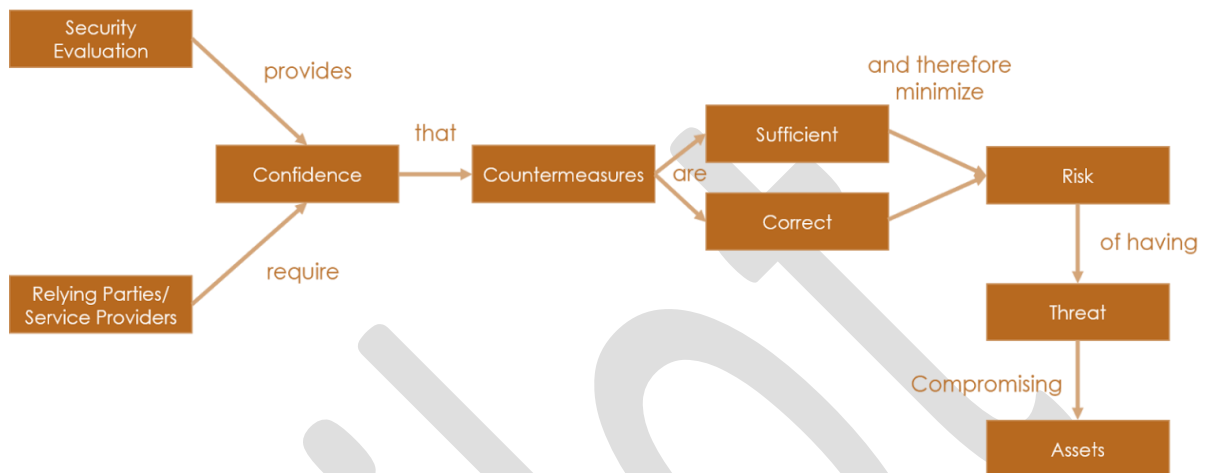 Security
Evaluation
provides
Relying Parties/
Service Providers
require
Confidence
that
Countermeasures
are
Sufficient
Correct
and therefore
minimize
Risk
of having
Threat
Compromising
Assets